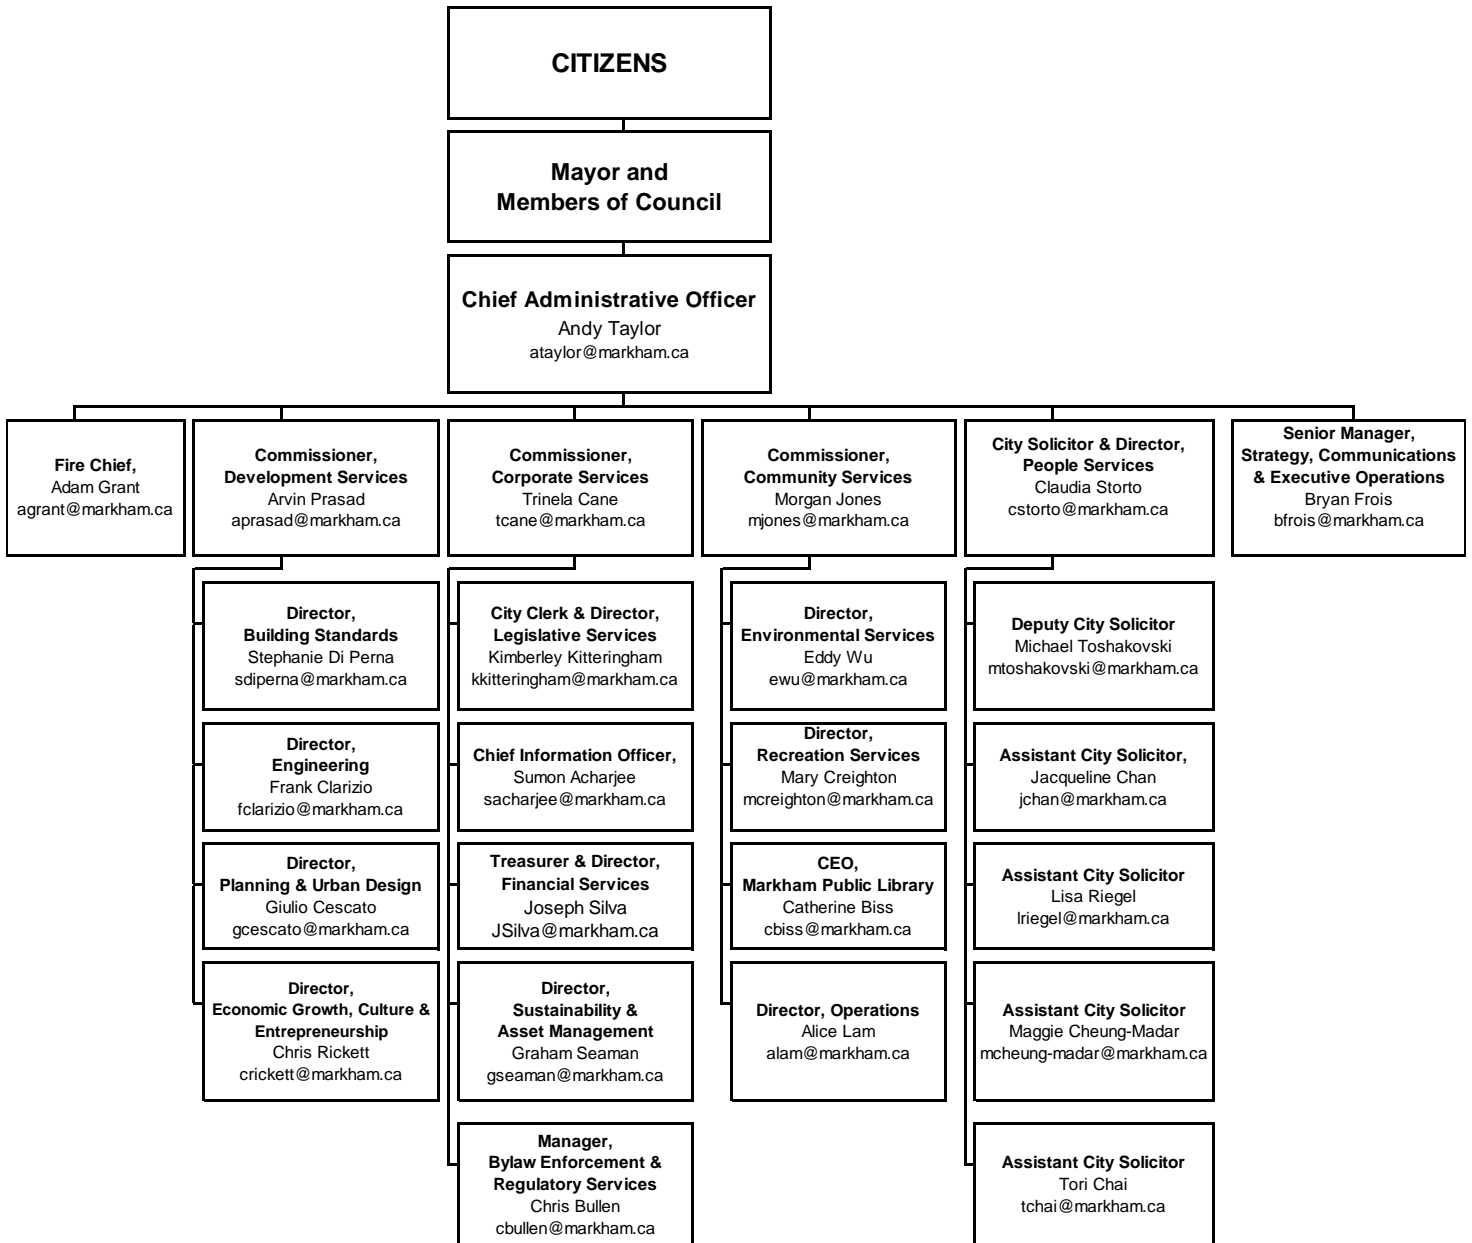 CITIZENS
Mayor and
Members of Council
Chief Administrative Officer
Andy Taylor
ataylor@markham.ca
Fire Chief,
Adam Grant
agrant@markham.ca
Commissioner,
Development Services
Arvin Prasad
aprasad@markham.ca
Commissioner,
Corporate Services
Trinela Cane
tcane@markham.ca
Commissioner,
Community Services
Morgan Jones
mjones@markham.ca
City Solicitor & Director,
People Services
Claudia Storto
cstorto@markham.ca
Senior Manager,
Strategy, Communications
& Executive Operations
Bryan Frois
bfrois@markham.ca
Director,
Building Standards
Stephanie Di Perna
sdiperna@markham.ca
City Clerk & Director,
Legislative Services
Kimberley Kitteringham
kkitteringham@markham.ca
Director,
Environmental Services
Eddy Wu
ewu@markham.ca
Deputy City Solicitor
Michael Toshakovski
mtoshakovski@markham.ca
Director,
Engineering
Frank Clarizio
fclarizio@markham.ca
Chief Information Officer,
Sumon Acharjee
sacharjee@markham.ca
Director,
Recreation Services
Mary Creighton
mcreighton@markham.ca
Assistant City Solicitor,
Jacqueline Chan
jchan@markham.ca
Director,
Planning & Urban Design
Giulio Cescato
gcescato@markham.ca
Treasurer & Director,
Financial Services
Joseph Silva
JSilva@markham.ca
CEO,
Markham Public Library
Catherine Biss
cbiss@markham.ca
Assistant City Solicitor
Lisa Riegel
lriegel@markham.ca
Director,
Economic Growth, Culture &
Entrepreneurship
Chris Rickett
crickett@markham.ca
Director,
Sustainability &
Asset Management
Graham Seaman
gseaman@markham.ca
Director, Operations
Alice Lam
alam@markham.ca
Assistant City Solicitor
Maggie Cheung-Madar
mcheung-madar@markham.ca
Manager,
Bylaw Enforcement &
Regulatory Services
Chris Bullen
cbullen@markham.ca
Assistant City Solicitor
Tori Chai
tchai@markham.ca